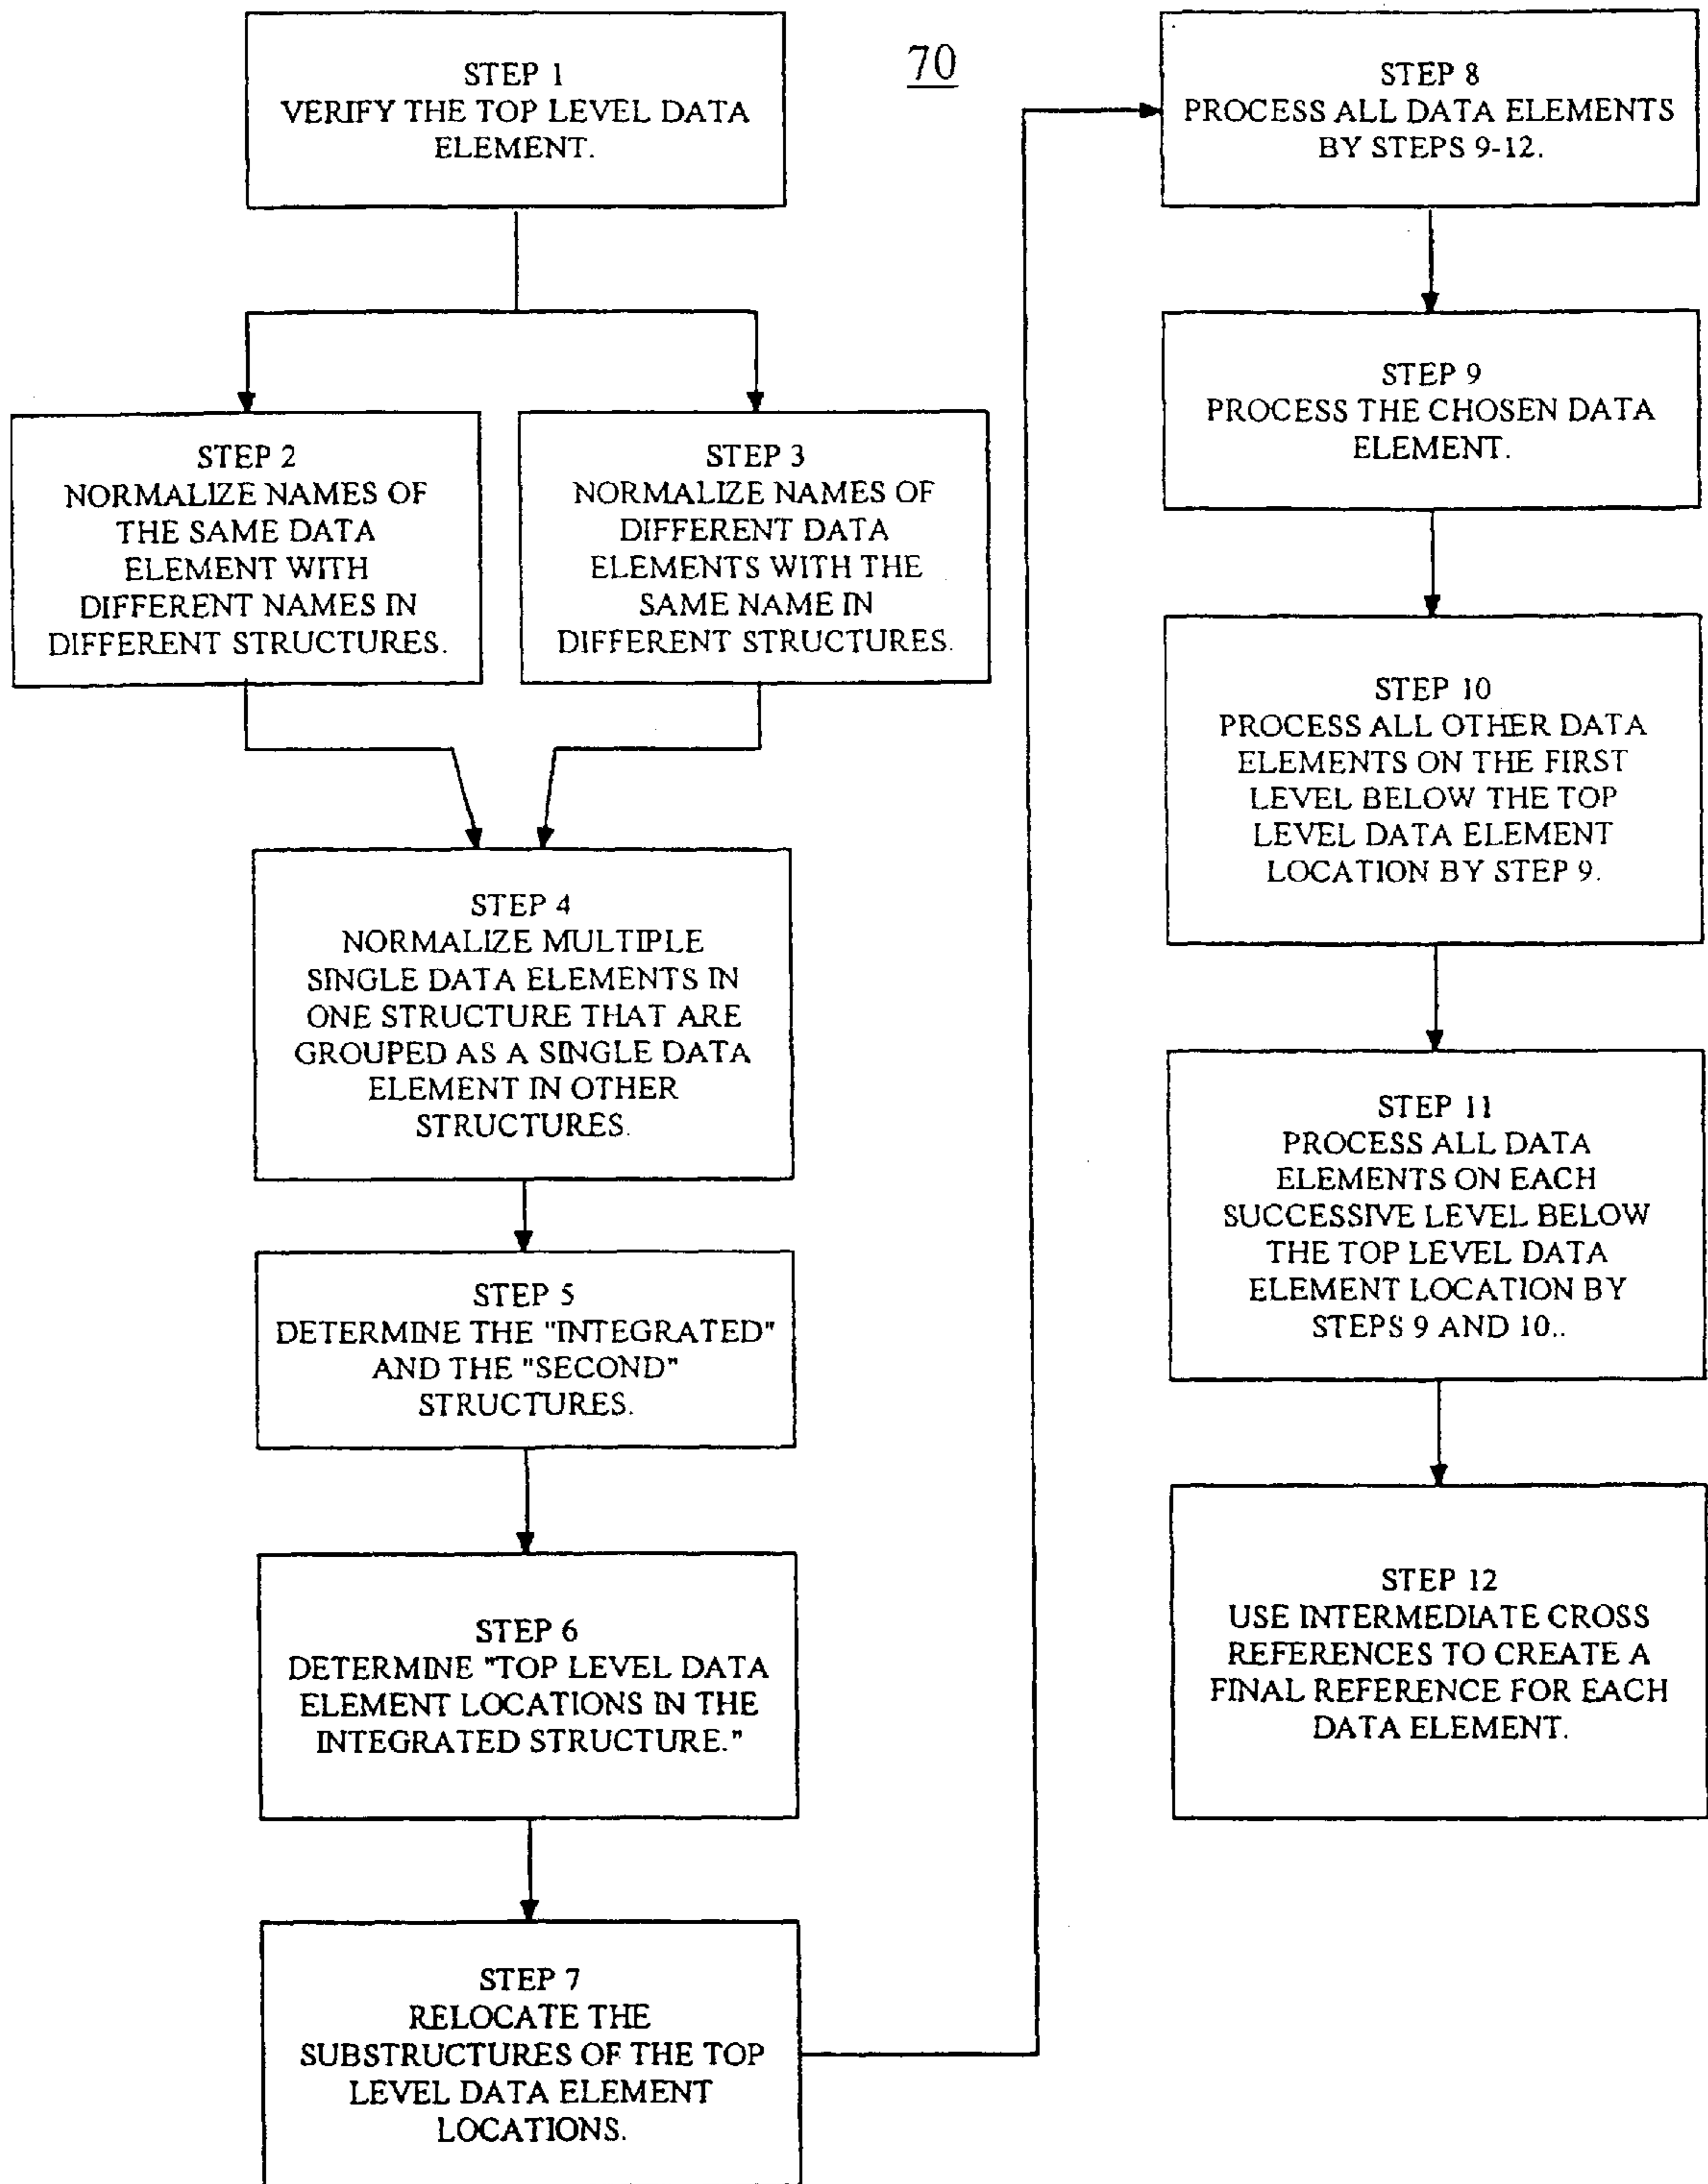 70
STEP 1
VERIFY THE TOP LEVEL DATA
ELEMENT.
STEP 2
NORMALIZE NAMES OF
THE SAME DATA
ELEMENT WITH
DIFFERENT NAMES IN
DIFFERENT STRUCTURES.
STEP 3
NORMALIZE NAMES OF
DIFFERENT DATA
ELEMENTS WITH THE
SAME NAME IN
DIFFERENT STRUCTURES.
STEP 4
NORMALIZE MULTIPLE
SINGLE DATA ELEMENTS IN
ONE STRUCTURE THAT ARE
GROUPED AS A SINGLE DATA
ELEMENT IN OTHER
STRUCTURES.
STEP 5
DETERMINE THE "INTEGRATED"
AND THE "SECOND"
STRUCTURES.
STEP 6
DETERMINE "TOP LEVEL DATA
ELEMENT LOCATIONS IN THE
INTEGRATED STRUCTURE."
STEP 7
RELOCATE THE
SUBSTRUCTURES OF THE TOP
LEVEL DATA ELEMENT
LOCATIONS.
STEP 8
PROCESS ALL DATA ELEMENTS
BY STEPS 9-12.
STEP 9
PROCESS THE CHOSEN DATA
ELEMENT.
STEP 10
PROCESS ALL OTHER DATA
ELEMENTS ON THE FIRST
LEVEL BELOW THE TOP
LEVEL DATA ELEMENT
LOCATION BY STEP 9.
STEP 11
PROCESS ALL DATA
ELEMENTS ON EACH
SUCCESSIVE LEVEL BELOW
THE TOP LEVEL DATA
ELEMENT LOCATION BY
STEPS 9 AND 10..
STEP 12
USE INTERMEDIATE CROSS
REFERENCES TO CREATE A
FINAL REFERENCE FOR EACH
DATA ELEMENT.